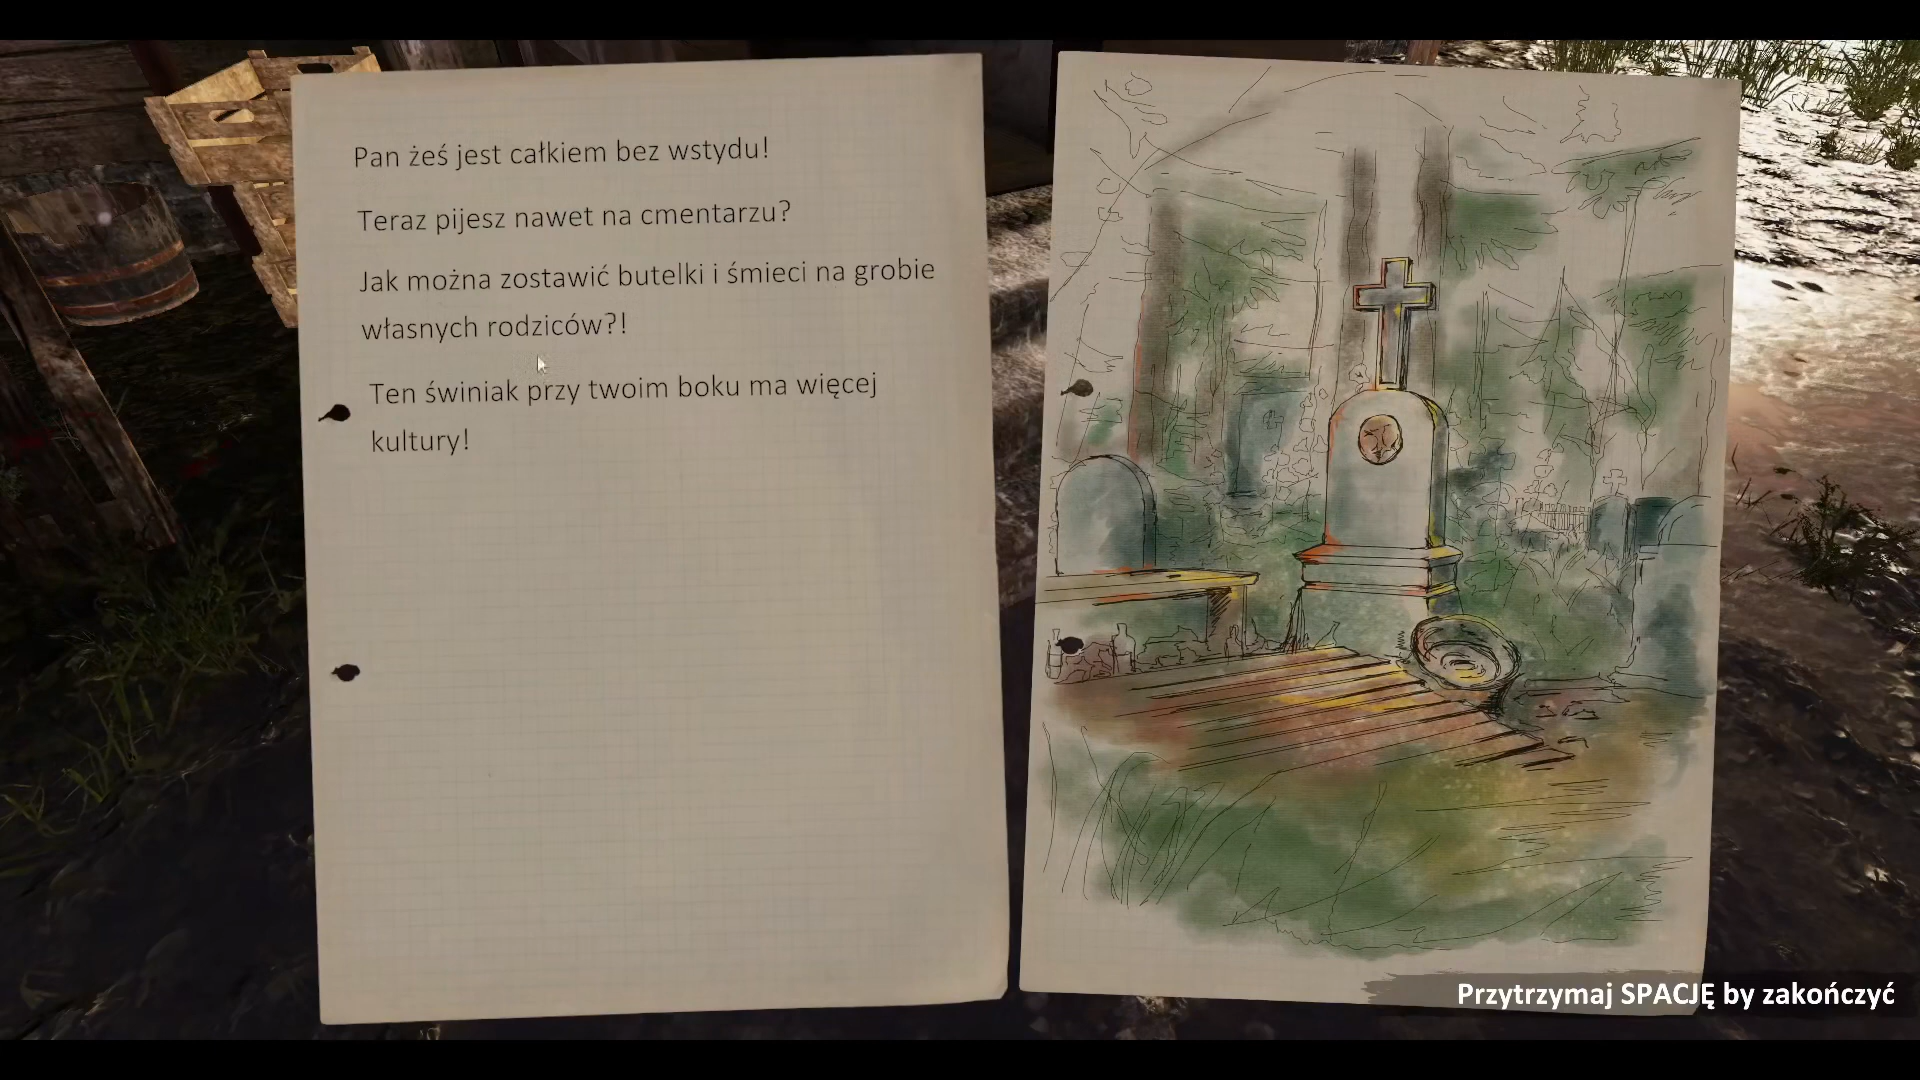 Pan żeś jest całkiem bez wstydu!
Teraz pijesz nawet na cmentarzu?
Jak można zostawić butelki i śmieci na grobie
własnych rodziców?!
Ten świniak przy twoim boku ma więcej
kultury!
Przytrzymaj SPACJĘ by zakończyć